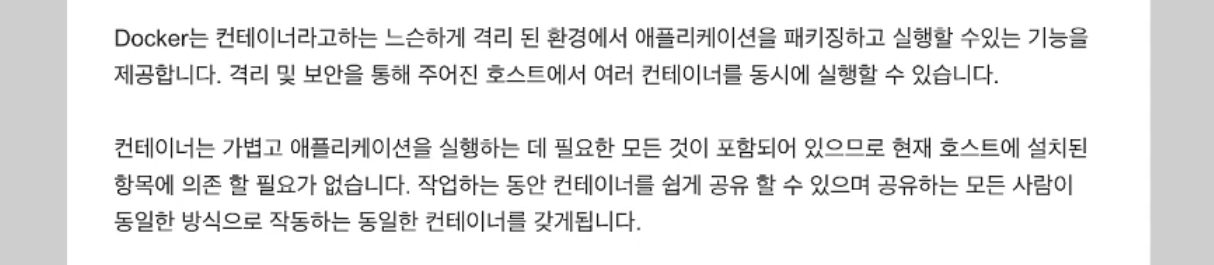 Docker는 컨테이너라고하는 느슨하게 격리 된 환경에서 애플리케이션을 패키징하고 실행할 수있는 기능을
제공합니다. 격리 및 보안을 통해 주어진 호스트에서 여러 컨테이너를 동시에 실행할 수 있습니다.
컨테이너는 가볍고 애플리케이션을 실행하는 데 필요한 모든 것이 포함되어 있으므로 현재 호스트에 설치된
항목에 의존 할 필요가 없습니다. 작업하는 동안 컨테이너를 쉽게 공유 할 수 있으며 공유하는 모든 사람이
동일한 방식으로 작동하는 동일한 컨테이너를 갖게됩니다.